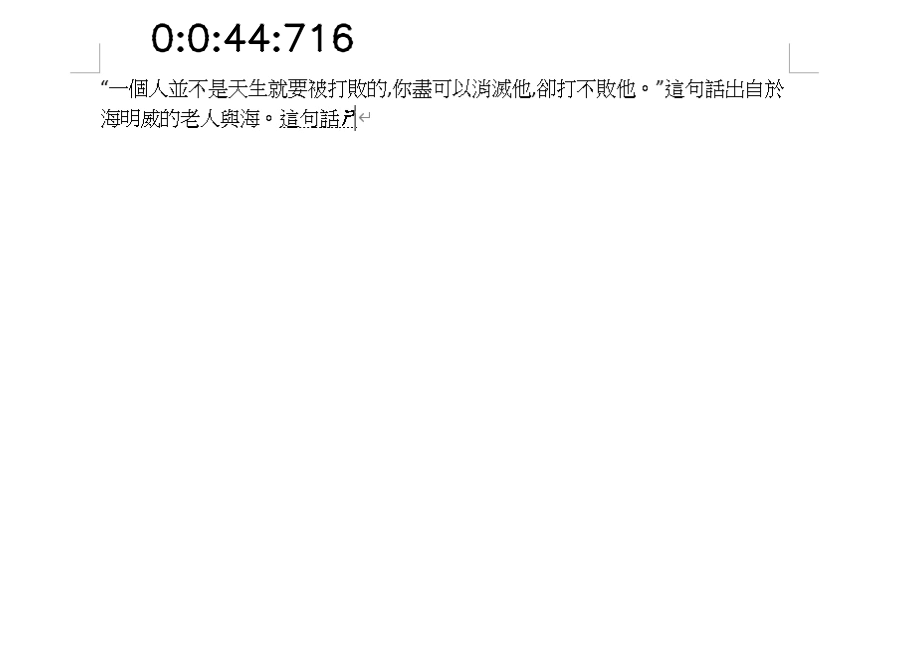 0:0:44:716
“一個人並不是天生就要被打敗的,你盡可以消滅他,卻打不敗他。”這句話出自於
海明威的老人與海。這句話ㄕ